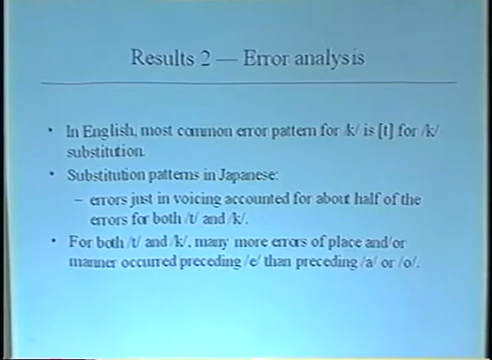 Results 2 — Error analysis
• In English, most common error pattern for /k/ is [t] for /k/
substitution.
• Substitution patterns in Japanese:
– errors just in voicing accounted for about half of the
errors for both /t/ and /k/.
• For both /t/ and /k/, many more errors of place and/or
manner occurred preceding /e/ than preceding /a/ or /o/.